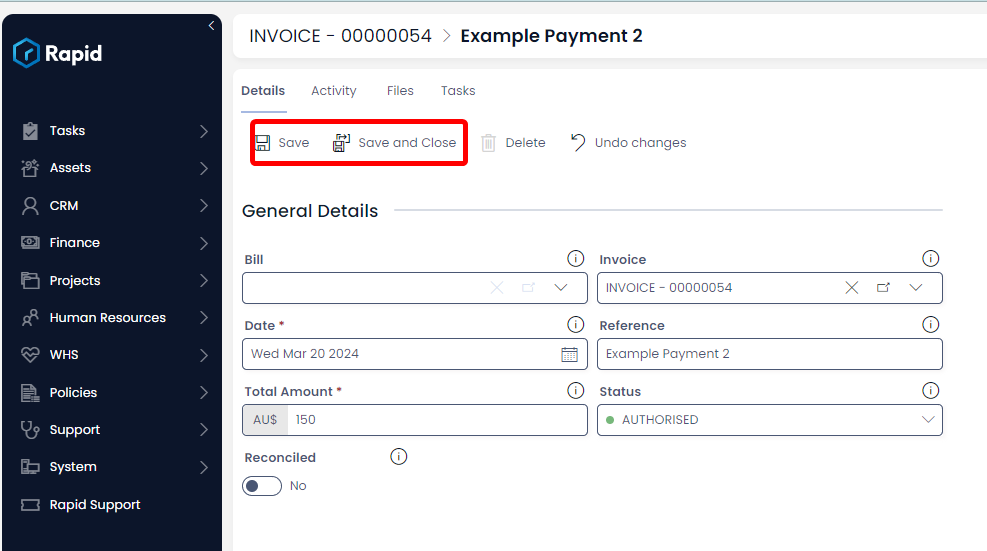 Rapid
Tasks
Assets
CRM
Finance
Projects
Human Resources
WHS
Policies
Support
System
Rapid Support
INVOICE - 00000054 > Example Payment 2
Details Activity Files Tasks
Save Save and Close Delete Undo changes
General Details
Bill Invoice
INVOICE - 00000054
Date * Reference
Wed Mar 20 2024 Example Payment 2
Total Amount * Status
AU$ 150 AUTHORISED
Reconciled
No